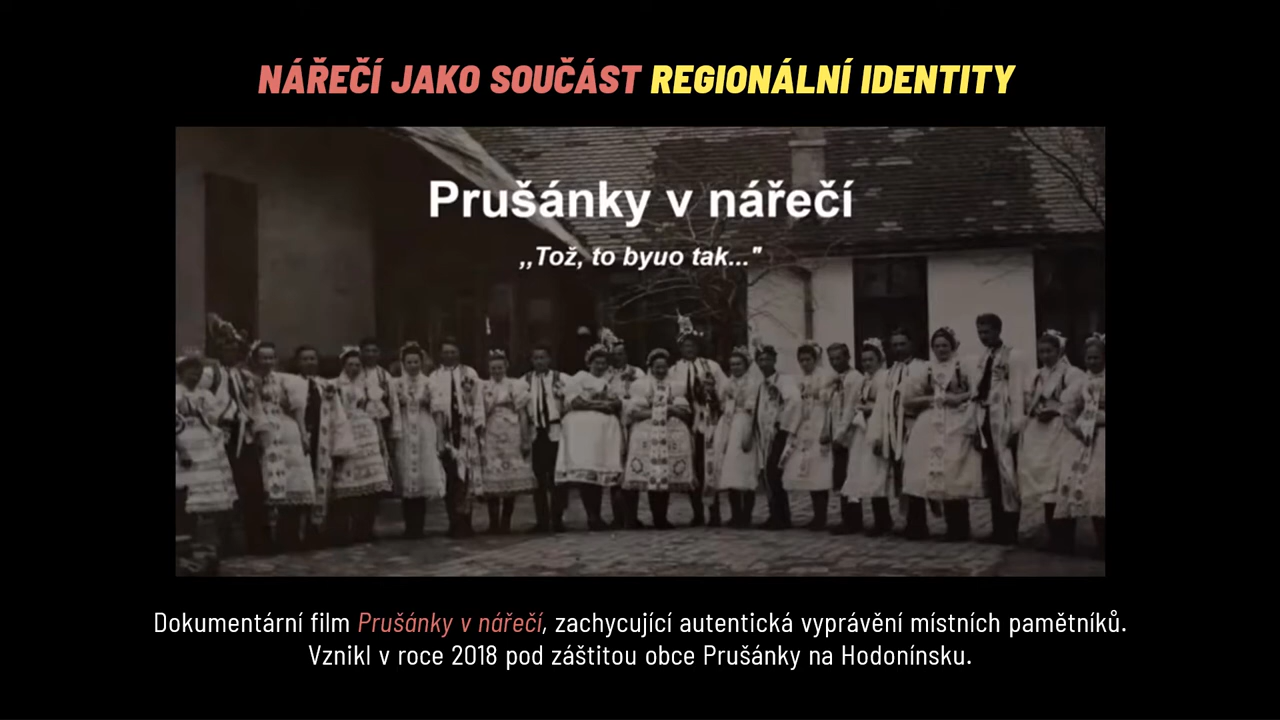 NÁŘEČÍ JAKO SOUČÁST REGIONÁLNÍ IDENTITY
Prušánky v nářečí
,,Tož, to byuo tak..."
Dokumentární film Prušánky v nářečí, zachycující autentická vyprávění místních pamětníků.
Vznikl v roce 2018 pod záštitou obce Prušánky na Hodonínsku.